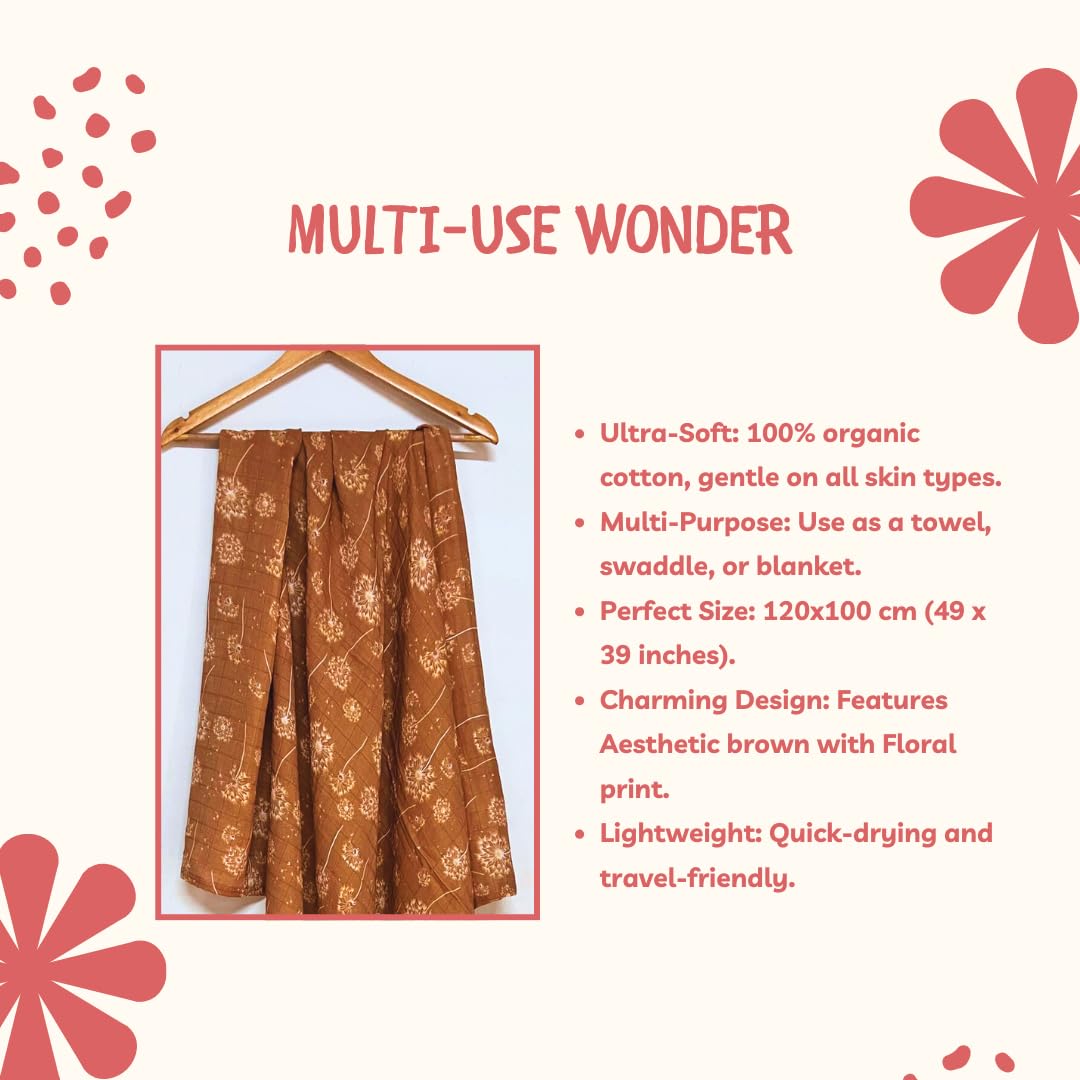 MULTI-USE WONDER
• Ultra-Soft: 100% organic
cotton, gentle on all skin types.
• Multi-Purpose: Use as a towel,
swaddle, or blanket.
• Perfect Size: 120x100 cm (49 x
39 inches).
• Charming Design: Features
Aesthetic brown with Floral
print.
• Lightweight: Quick-drying and
travel-friendly.